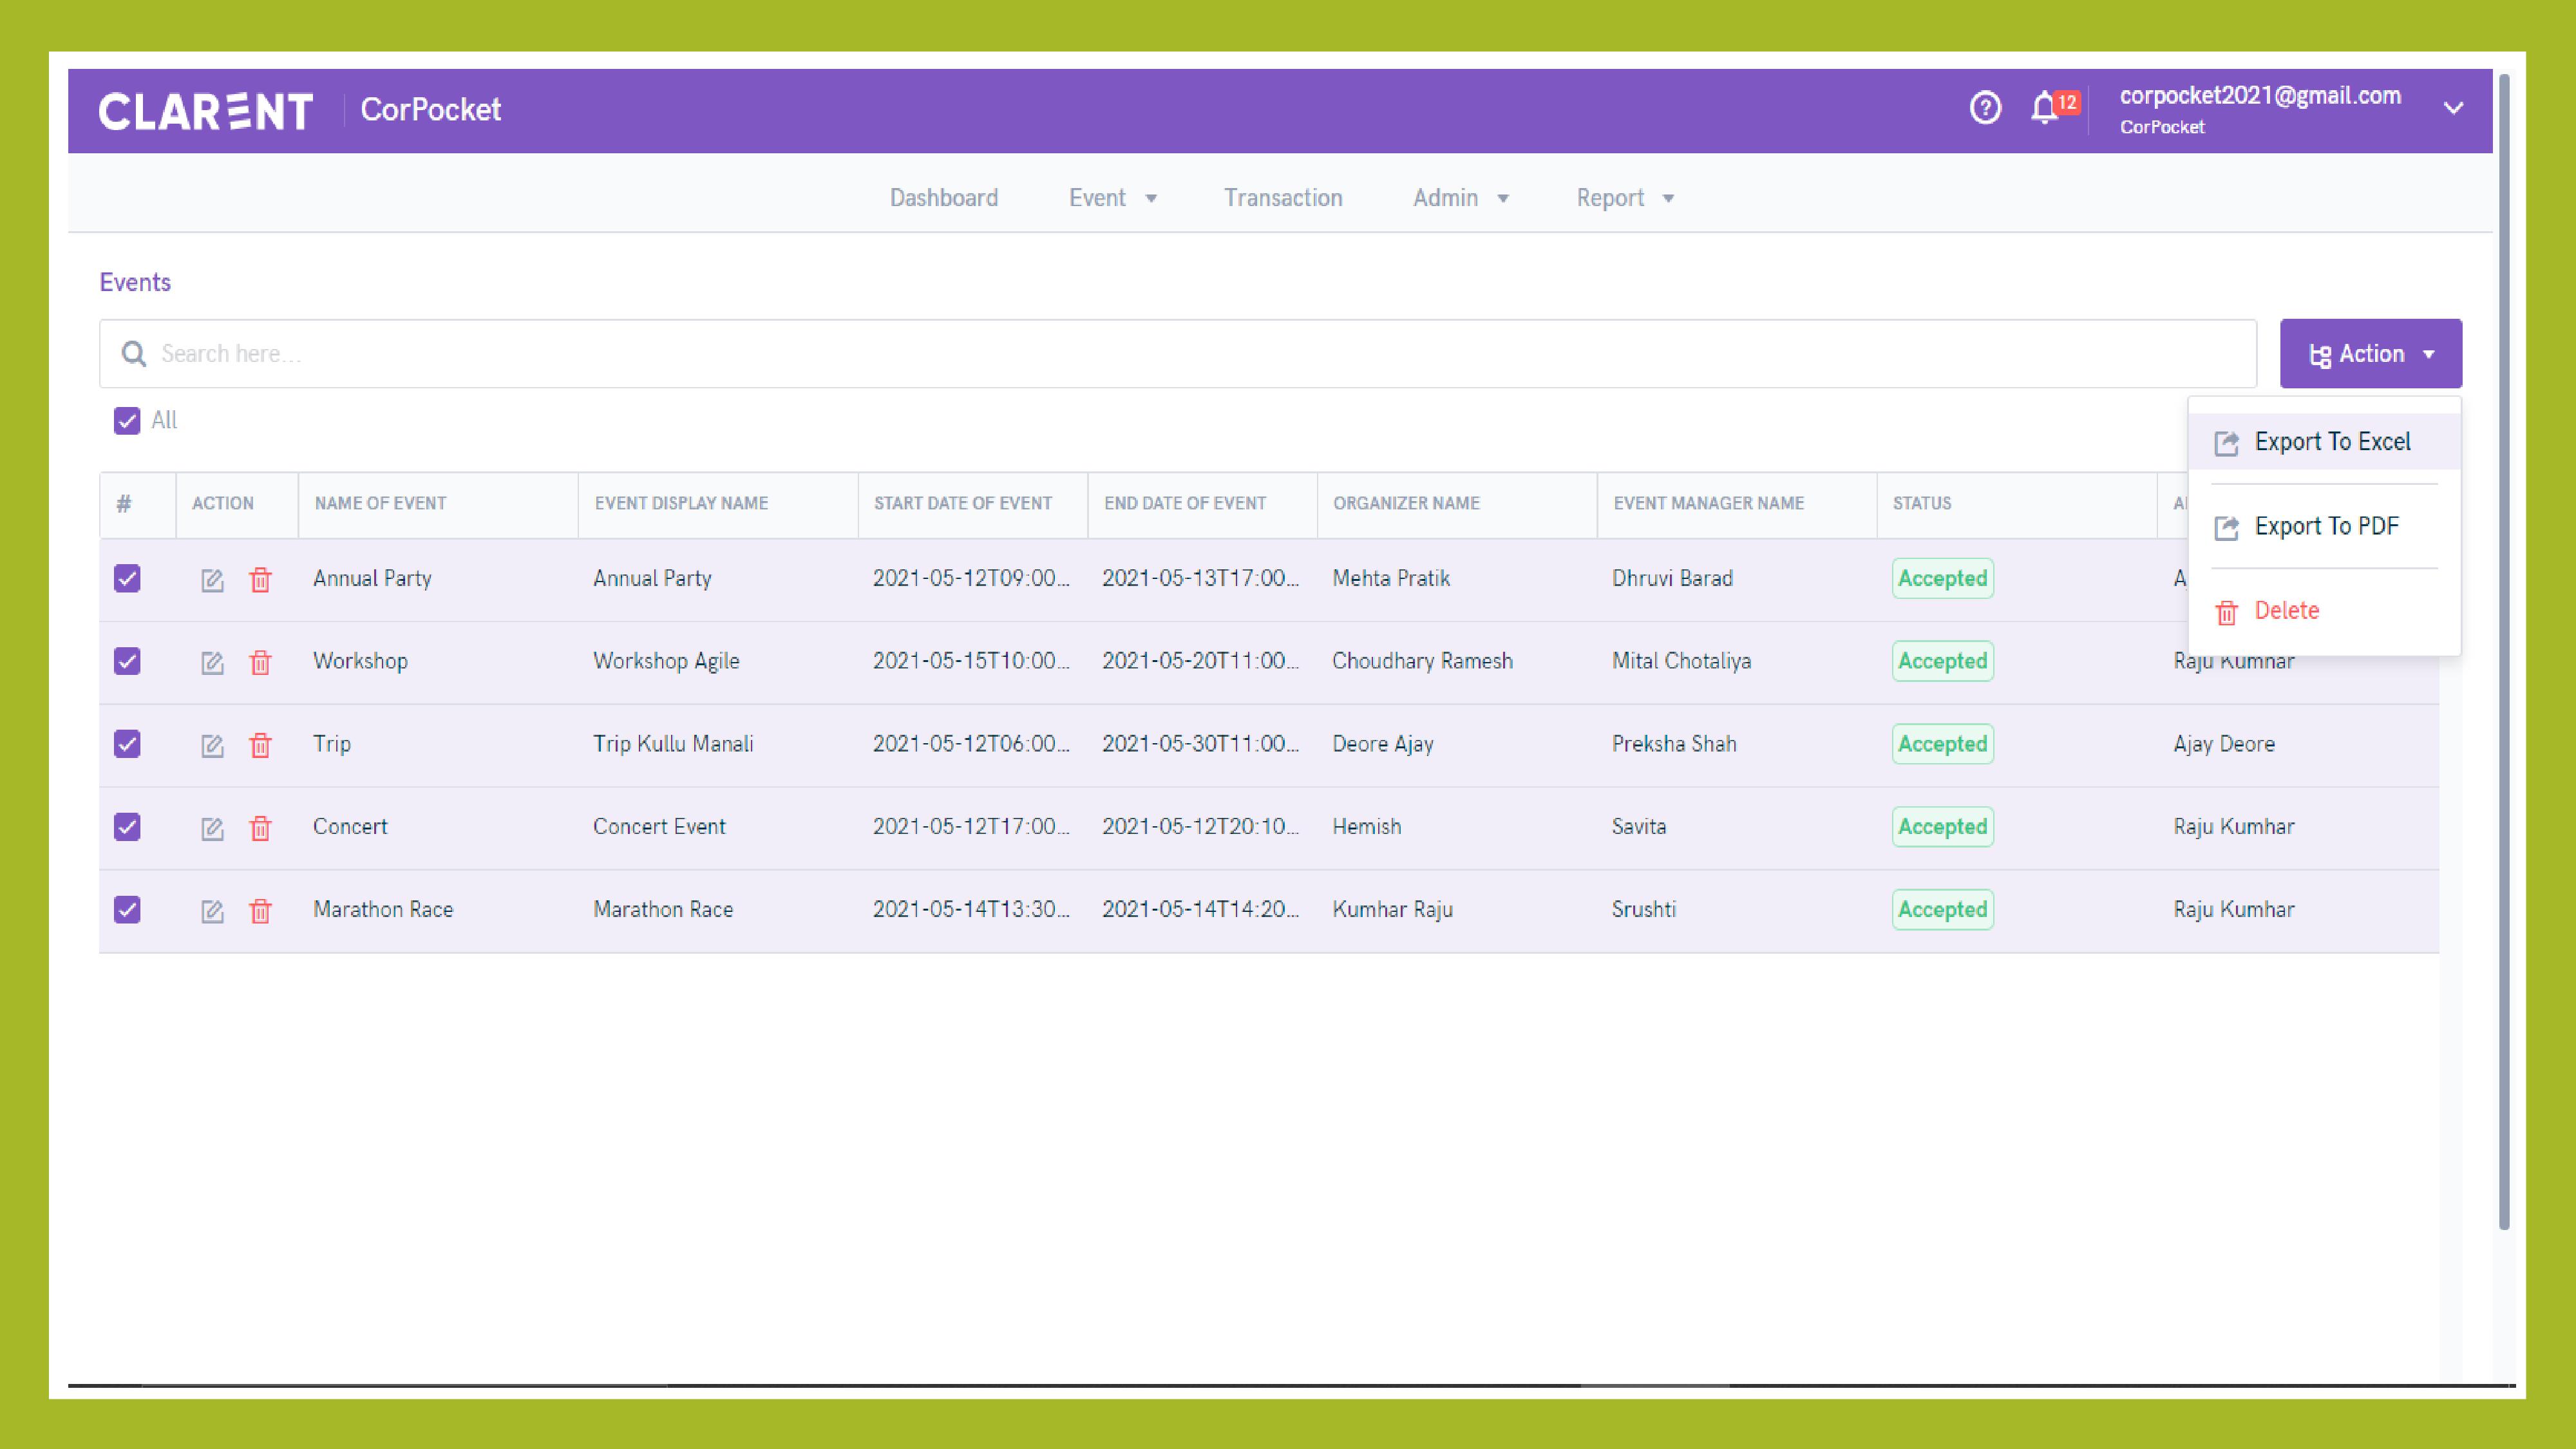 CLARENT CorPocket ? 12 corpocket2021@gmail.com
CorPocket
Dashboard Event Transaction Admin Report
Events
Search here... Action
All
Export To Excel
Export To PDF
Delete
# ACTION NAME OF EVENT EVENT DISPLAY NAME START DATE OF EVENT END DATE OF EVENT ORGANIZER NAME EVENT MANAGER NAME STATUS
Annual Party Annual Party 2021-05-12T09:00... 2021-05-13T17:00... Mehta Pratik Dhruvi Barad Accepted
Workshop Workshop Agile 2021-05-15T10:00... 2021-05-20T11:00... Choudhary Ramesh Mital Chotaliya Accepted Raju Kumhar
Trip Trip Kullu Manali 2021-05-12T06:00... 2021-05-30T11:00... Deore Ajay Preksha Shah Accepted Ajay Deore
Concert Concert Event 2021-05-12T17:00... 2021-05-12T20:10... Hemish Savita Accepted Raju Kumhar
Marathon Race Marathon Race 2021-05-14T13:30... 2021-05-14T14:20... Kumhar Raju Srushti Accepted Raju Kumhar